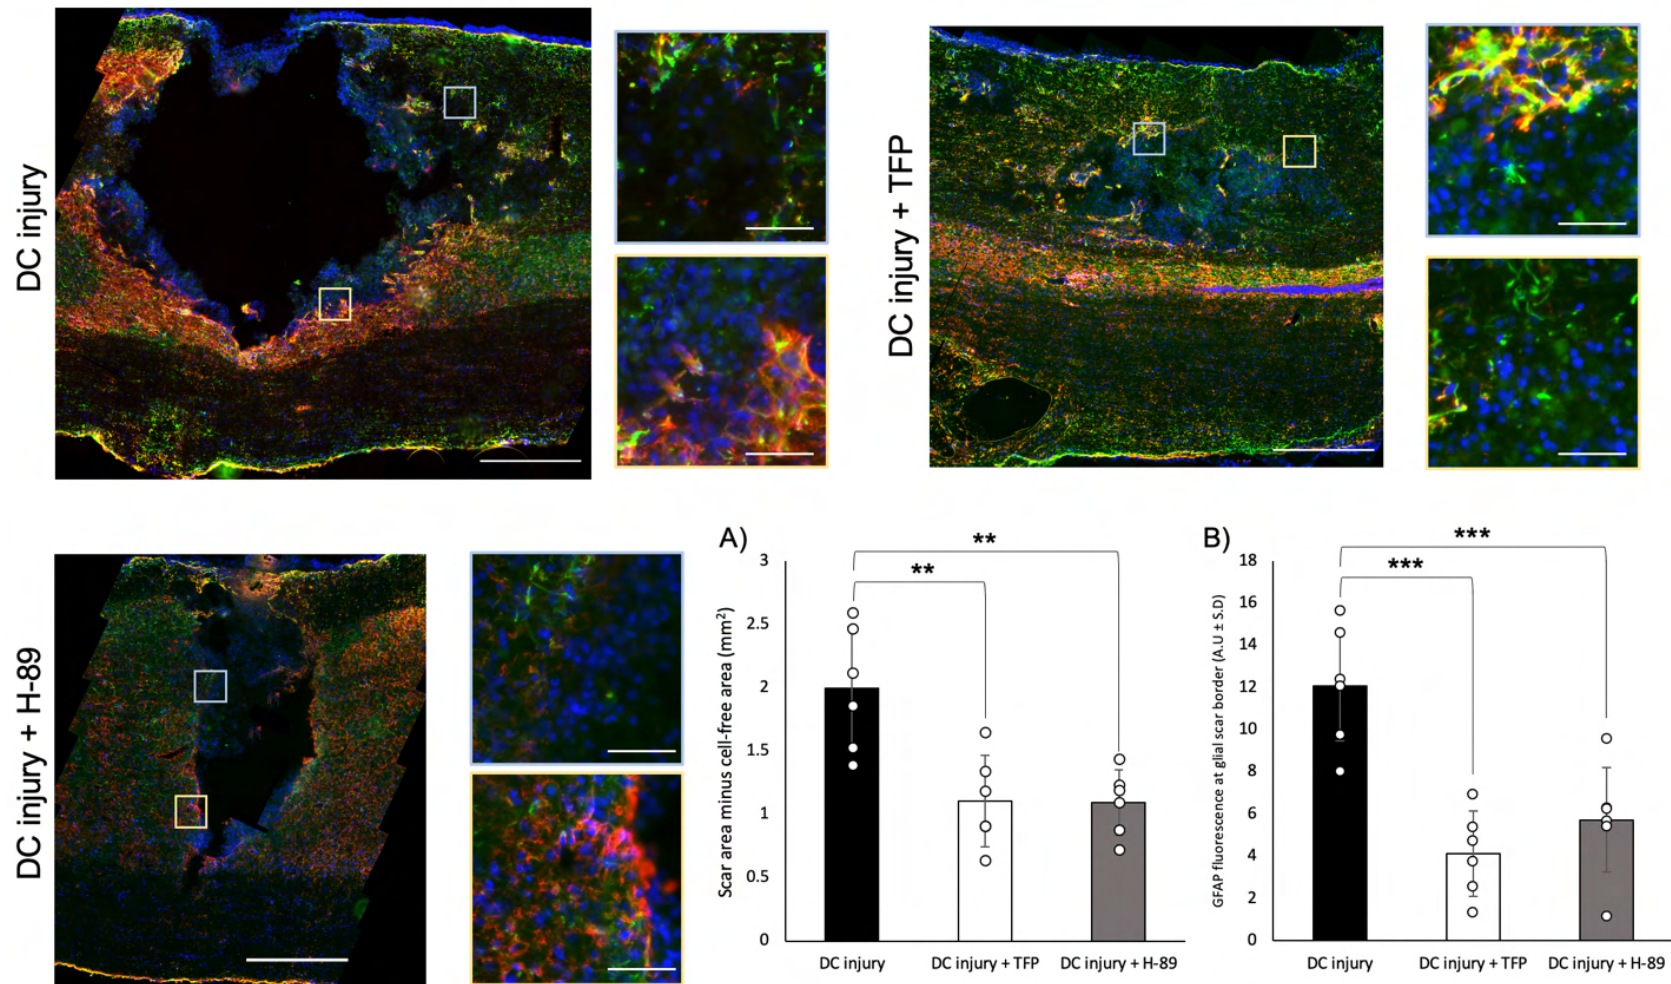 DC injury
DC injury + TFP
DC injury + H-89
A)
Scar area minus cell-free area (mm²)
3
2.5
2
1.5
1
0.5
0
**
**
DC injury
DC injury + TFP
DC injury + H-89
B)
GFAP fluorescence at glial scar border (A.U ± S.D)
18
16
14
12
10
8
6
4
2
0
***
***
DC injury
DC injury + TFP
DC injury + H-89